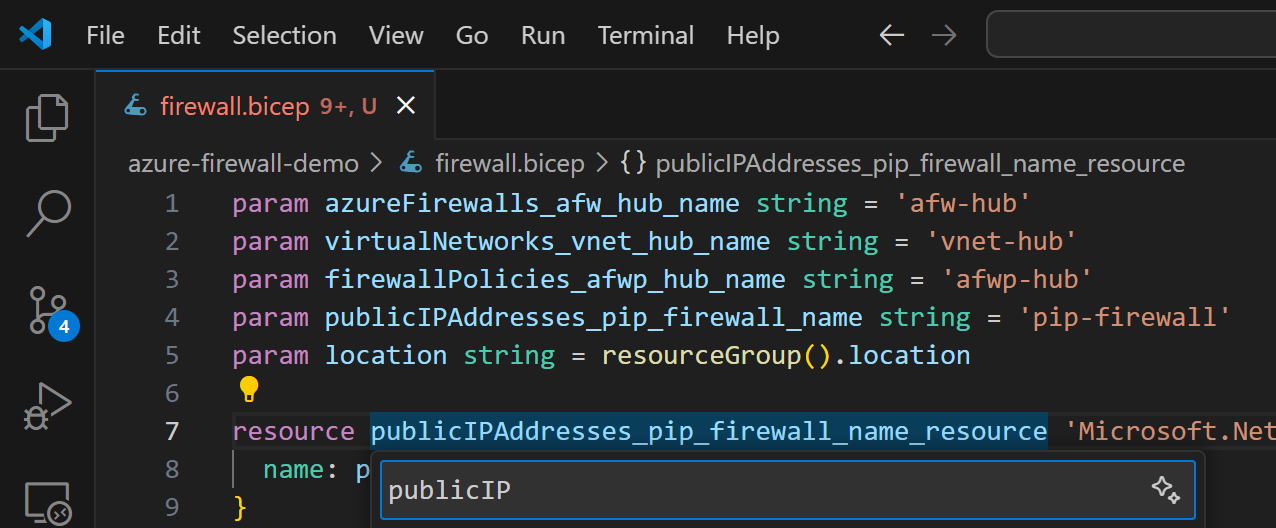 File Edit Selection View Go Run Terminal Help
firewall.bicep 9+, U
azure-firewall-demo > firewall.bicep > {} publicIPAddresses_pip_firewall_name_resource
1 param azureFirewalls_afw_hub_name string = 'afw-hub'
2 param virtualNetworks_vnet_hub_name string = 'vnet-hub'
3 param firewallPolicies_afwp_hub_name string = 'afwp-hub'
4 param publicIPAddresses_pip_firewall_name string = 'pip-firewall'
5 param location string = resourceGroup().location
6
7 resource publicIPAddresses_pip_firewall_name_resource 'Microsoft.Net
8 name: p
publicIP
9 }
4